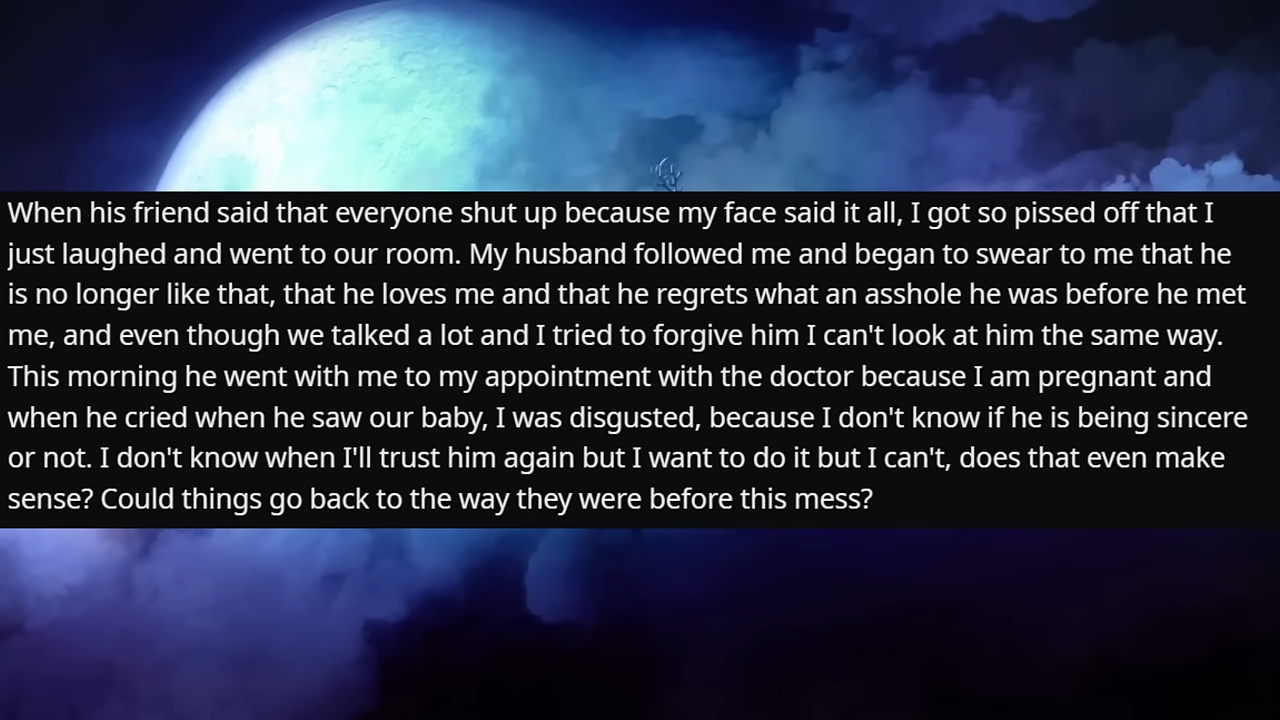 When his friend said that everyone shut up because my face said it all, I got so pissed off that I
just laughed and went to our room. My husband followed me and began to swear to me that he
is no longer like that, that he loves me and that he regrets what an asshole he was before he met
me, and even though we talked a lot and I tried to forgive him I can't look at him the same way.
This morning he went with me to my appointment with the doctor because I am pregnant and
when he cried when he saw our baby, I was disgusted, because I don't know if he is being sincere
or not. I don't know when I'll trust him again but I want to do it but I can't, does that even make
sense? Could things go back to the way they were before this mess?